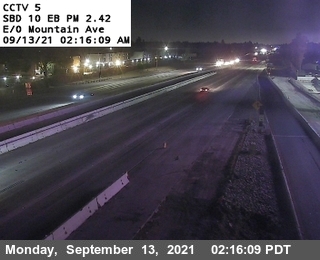 CCTV 5
SBD 10 EB PM 2.42
E/O Mountain Ave
09/13/21 02:16:09 AM
Monday, September 13, 2021 02:16:09 PDT